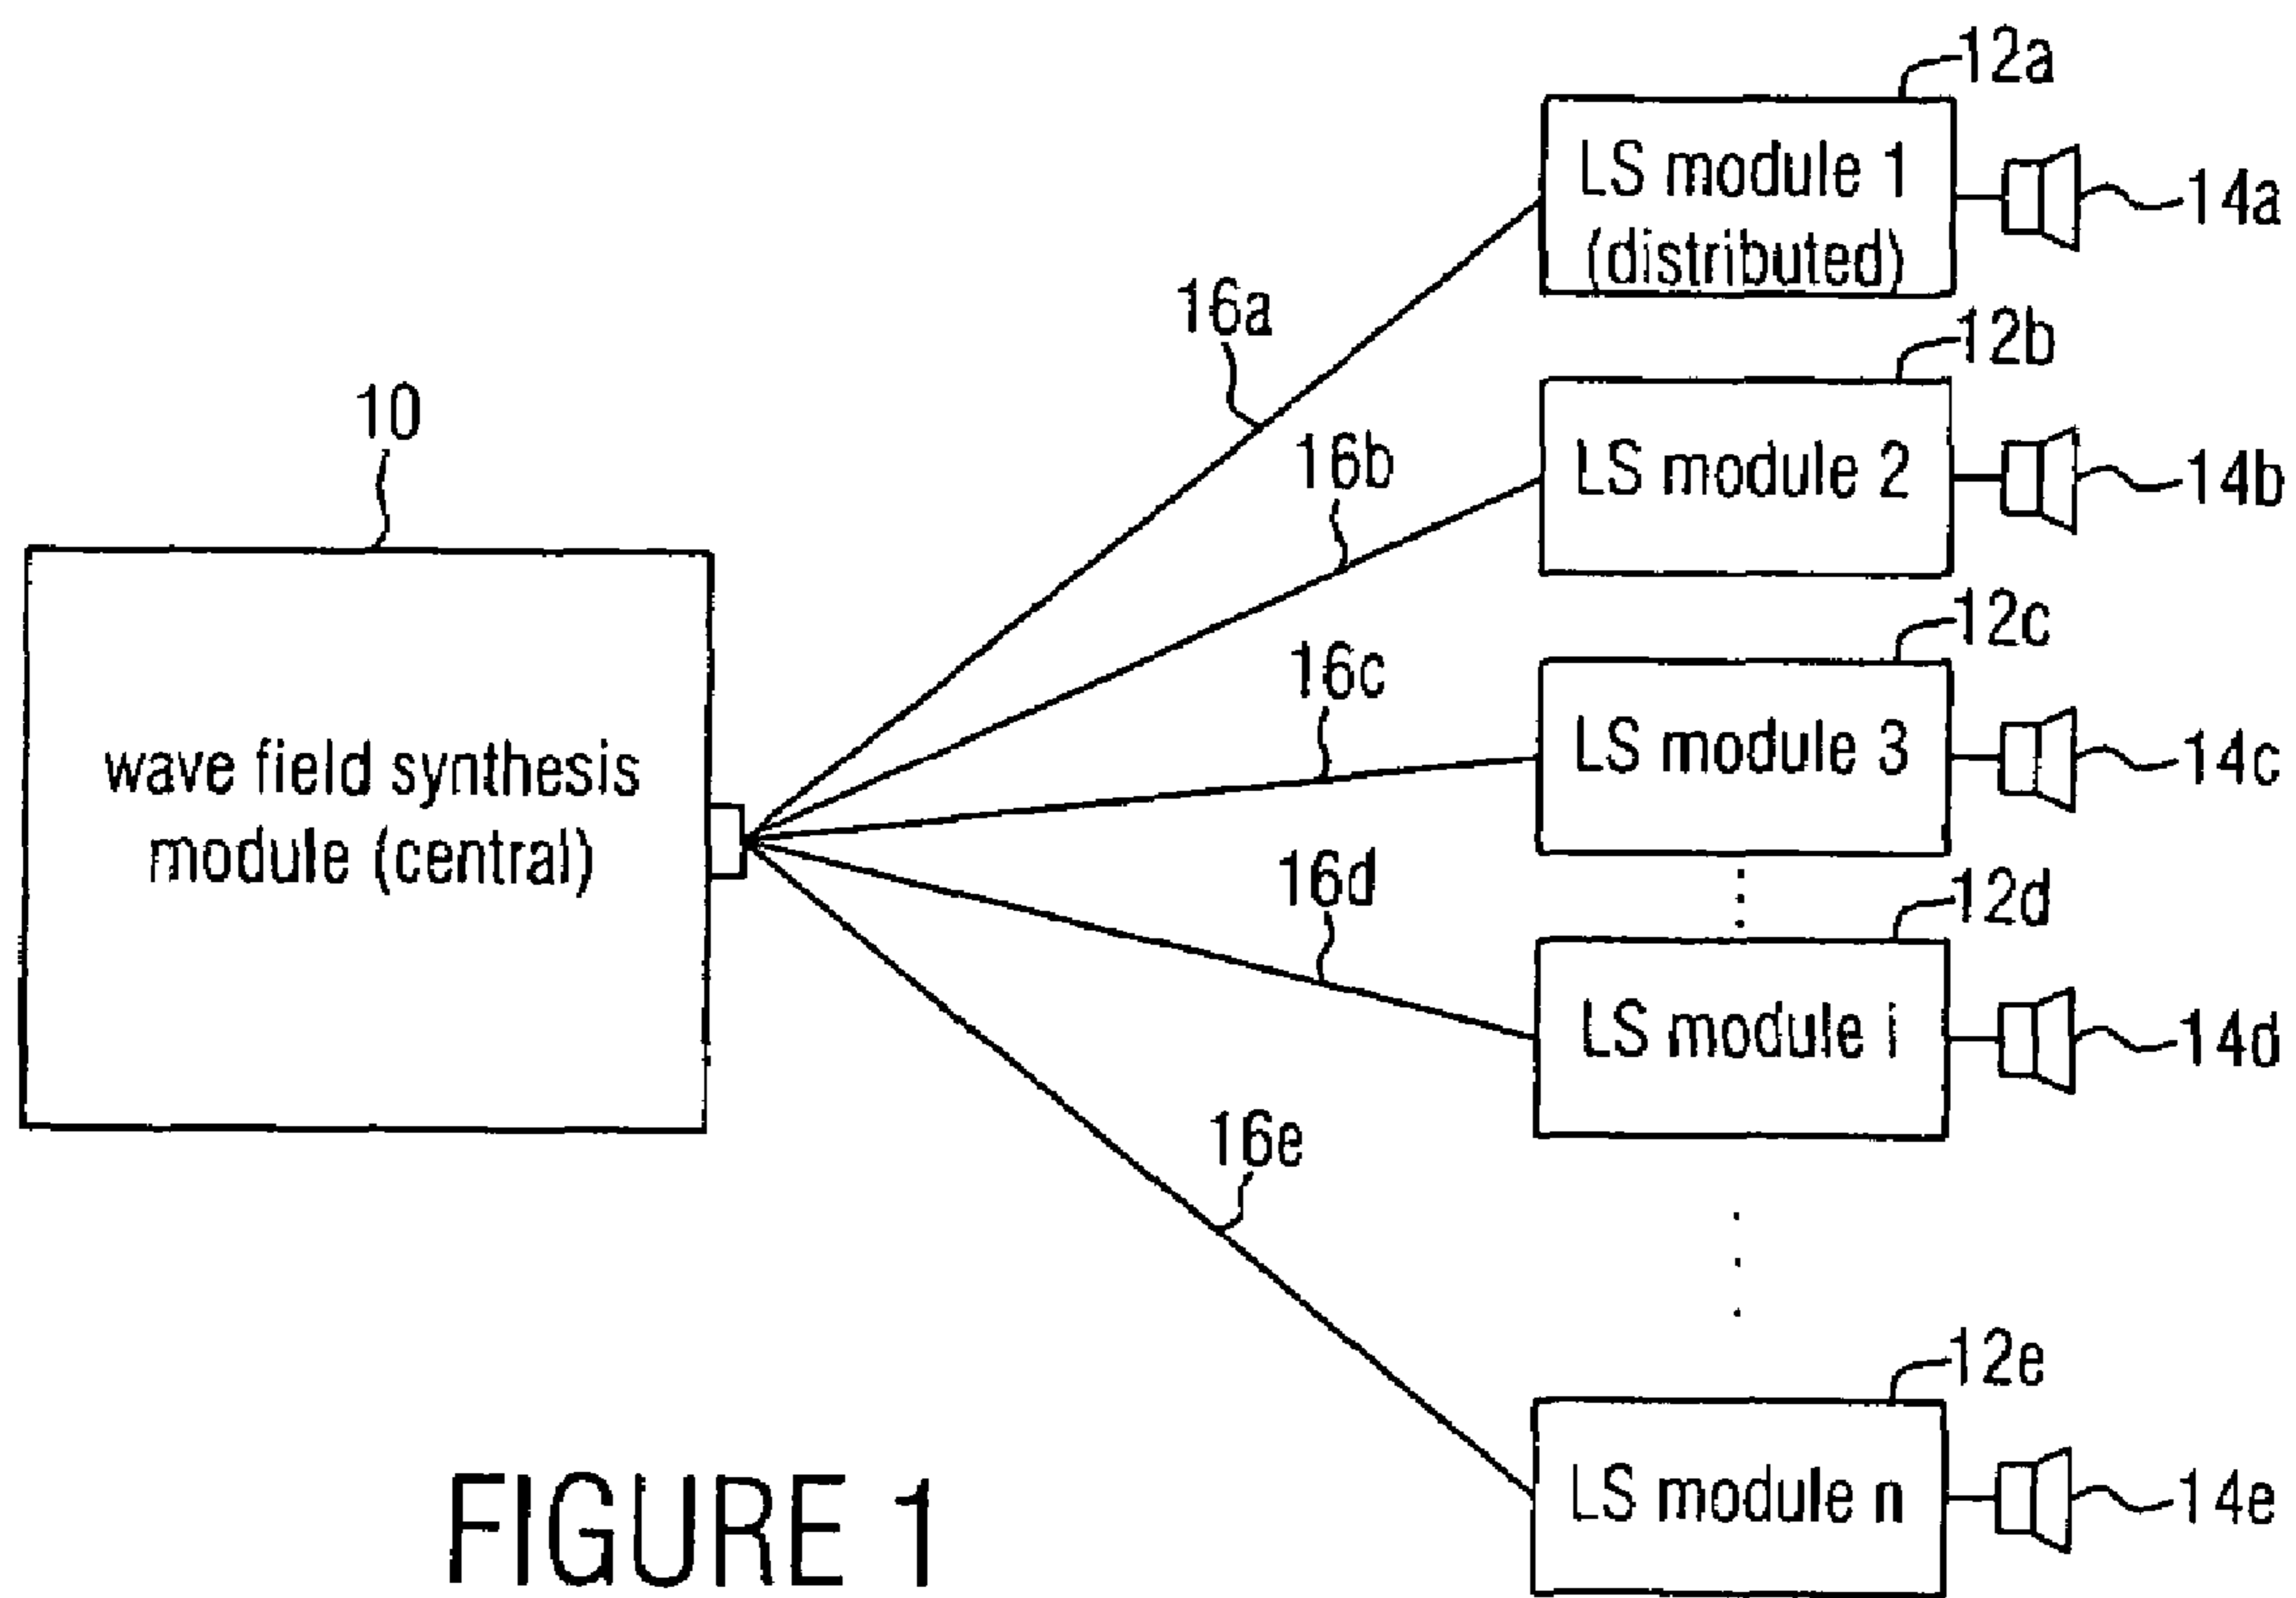 12a
LS module 1
(distributed)
14a
16a
12b
10
16b
LS module 2
14b
12c
16c
wave field synthesis
module (central)
LS module 3
14c
16d
12d
LS module i
14d
16e
12e
LS module n
14e
FIGURE 1